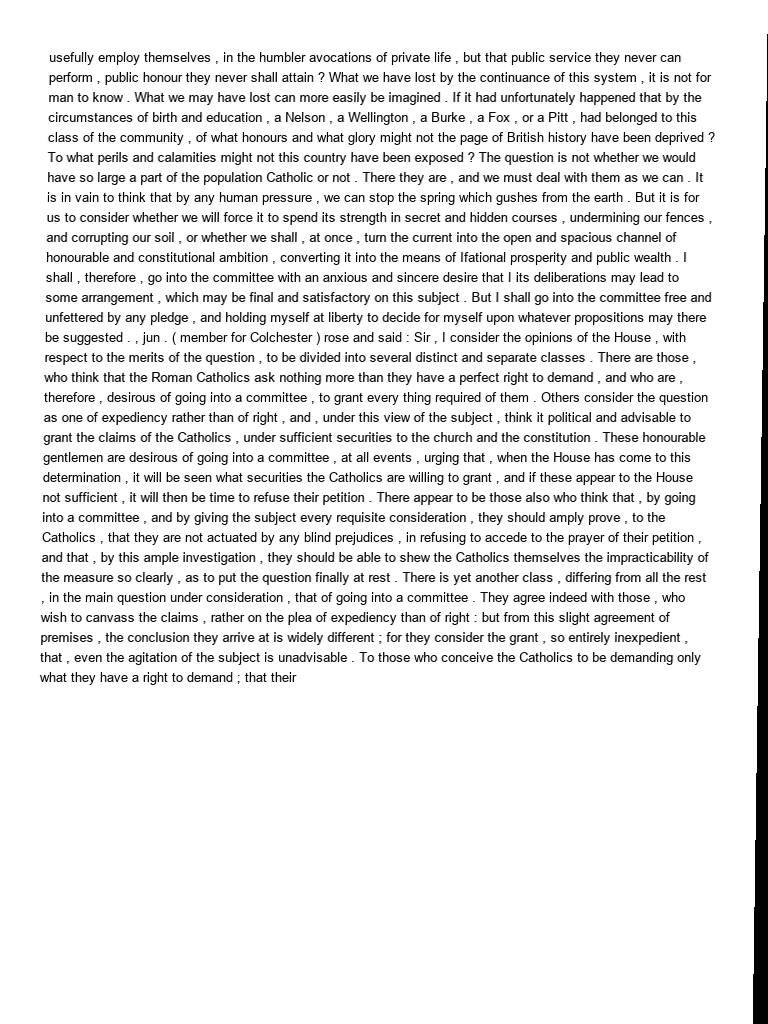 usefully employ themselves , in the humbler avocations of private life , but that public service they never can
perform , public honour they never shall attain ? What we have lost by the continuance of this system , it is not for
man to know . What we may have lost can more easily be imagined . If it had unfortunately happened that by the
circumstances of birth and education , a Nelson , a Wellington , a Burke , a Fox , or a Pitt , had belonged to this
class of the community , of what honours and what glory might not the page of British history have been deprived ?
To what perils and calamities might not this country have been exposed ? The question is not whether we would
have so large a part of the population Catholic or not . There they are , and we must deal with them as we can . It
is in vain to think that by any human pressure , we can stop the spring which gushes from the earth . But it is for
us to consider whether we will force it to spend its strength in secret and hidden courses , undermining our fences ,
and corrupting our soil , or whether we shall , at once , turn the current into the open and spacious channel of
honourable and constitutional ambition , converting it into the means of Ifational prosperity and public wealth . I
shall , therefore , go into the committee with an anxious and sincere desire that I its deliberations may lead to
some arrangement , which may be final and satisfactory on this subject . But I shall go into the committee free and
unfettered by any pledge , and holding myself at liberty to decide for myself upon whatever propositions may there
be suggested . , jun . ( member for Colchester ) rose and said : Sir , I consider the opinions of the House , with
respect to the merits of the question , to be divided into several distinct and separate classes . There are those ,
who think that the Roman Catholics ask nothing more than they have a perfect right to demand , and who are ,
therefore , desirous of going into a committee , to grant every thing required of them . Others consider the question
as one of expediency rather than of right , and , under this view of the subject , think it political and advisable to
grant the claims of the Catholics , under sufficient securities to the church and the constitution . These honourable
gentlemen are desirous of going into a committee , at all events , urging that , when the House has come to this
determination , it will be seen what securities the Catholics are willing to grant , and if these appear to the House
not sufficient , it will then be time to refuse their petition . There appear to be those also who think that , by going
into a committee , and by giving the subject every requisite consideration , they should amply prove , to the
Catholics , that they are not actuated by any blind prejudices , in refusing to accede to the prayer of their petition ,
and that , by this ample investigation , they should be able to shew the Catholics themselves the impracticability of
the measure so clearly , as to put the question finally at rest . There is yet another class , differing from all the rest
, in the main question under consideration , that of going into a committee . They agree indeed with those , who
wish to canvass the claims , rather on the plea of expediency than of right : but from this slight agreement of
premises , the conclusion they arrive at is widely different ; for they consider the grant , so entirely inexpedient ,
that , even the agitation of the subject is unadvisable . To those who conceive the Catholics to be demanding only
what they have a right to demand ; that their